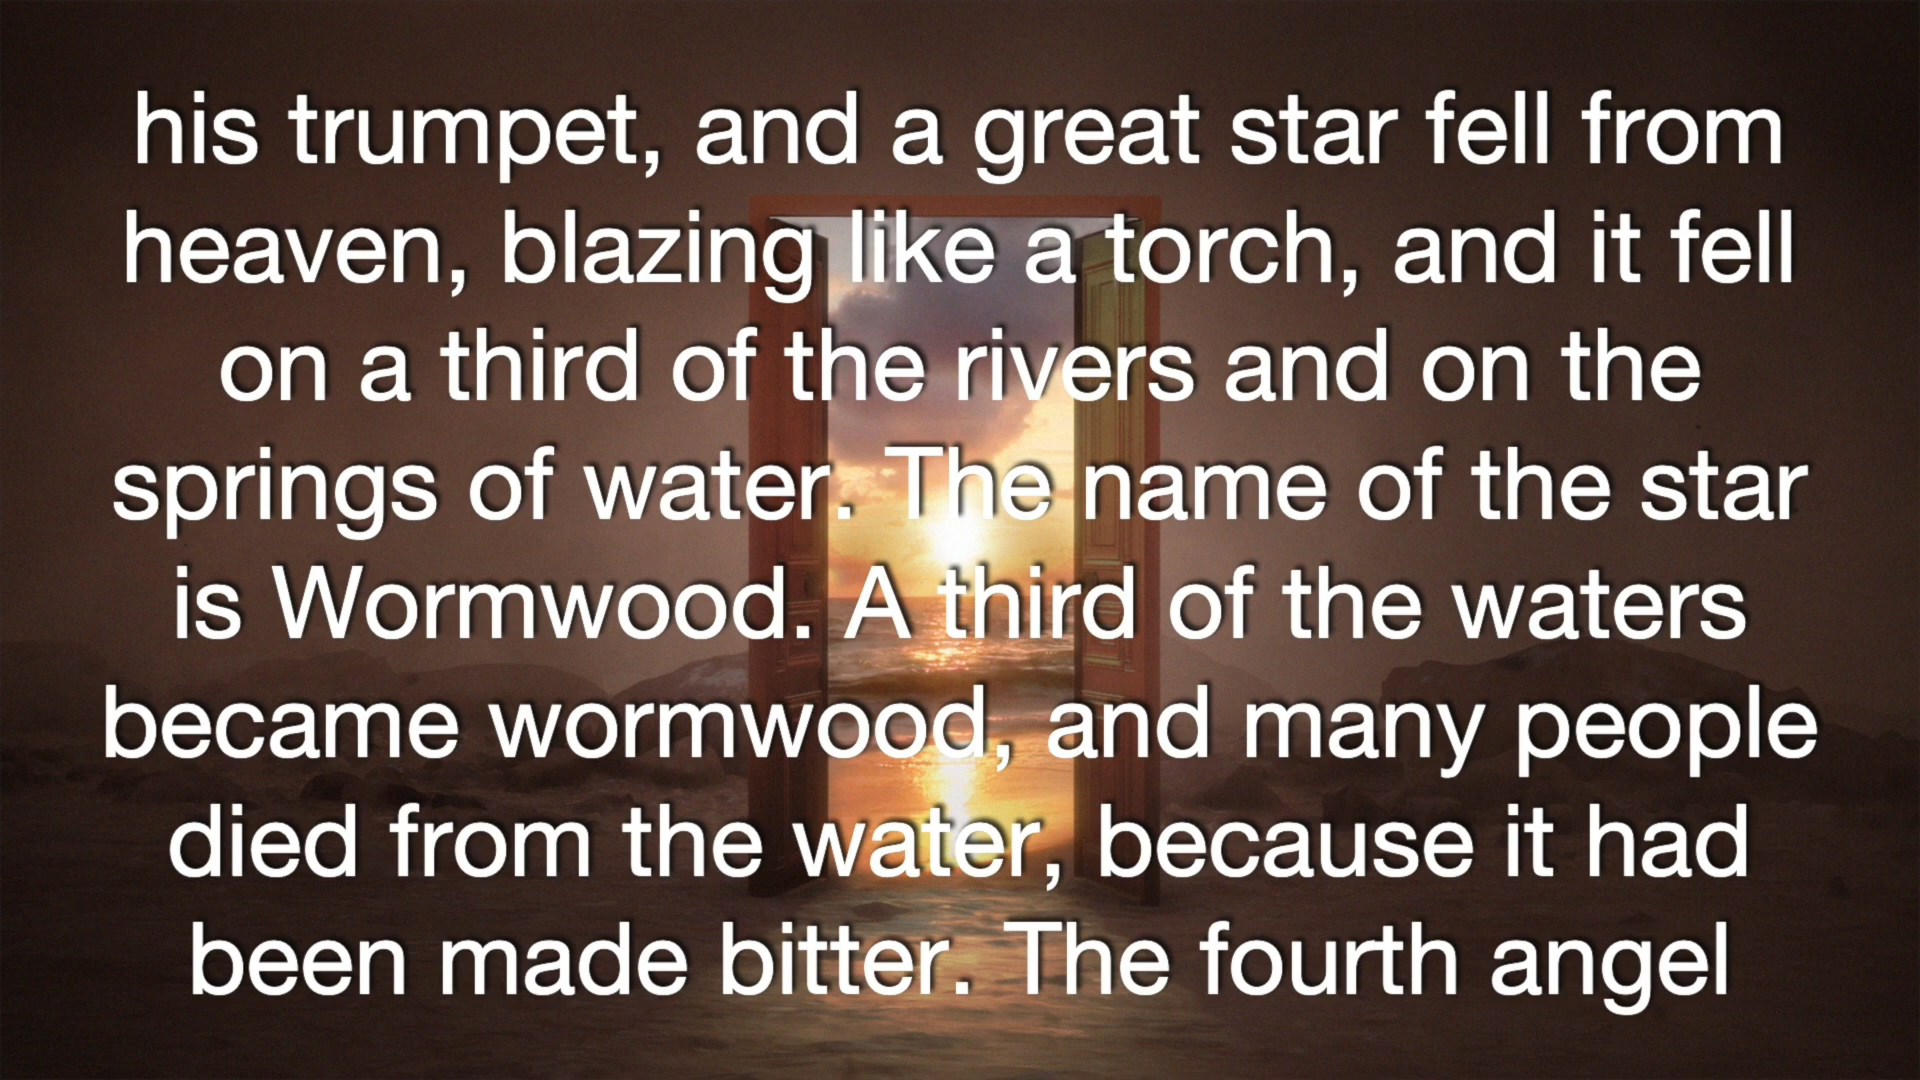 his trumpet, and a great star fell from
heaven, blazing like a torch, and it fell
on a third of the rivers and on the
springs of water. The name of the star
is Wormwood. A third of the waters
became wormwood, and many people
died from the water, because it had
been made bitter. The fourth angel